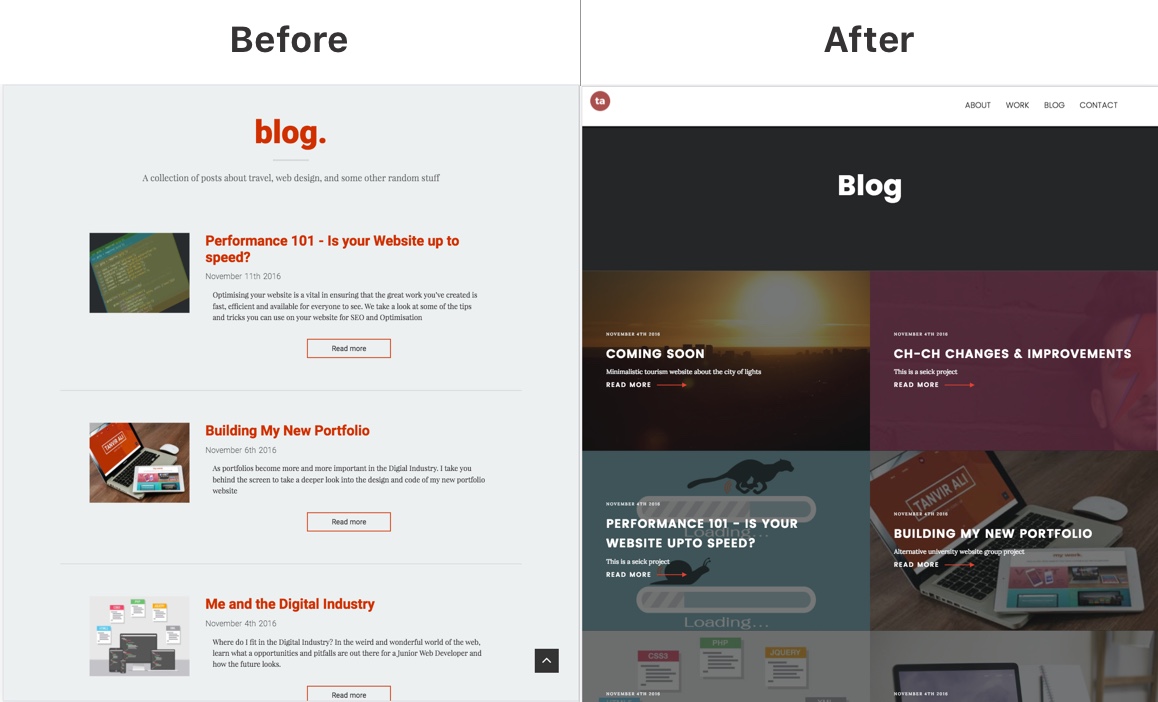 Before
After
blog.
A collection of posts about travel, web design, and some other random stuff
Performance 101 - Is your Website up to
speed?
November 11th 2016
Optimising your website is a vital in ensuring that the great work you've created is
fast, efficient and available for everyone to see. We take a look at some of the tips
and tricks you can use on your website for SEO and Optimisation
Read more
TANVIR ALI
Building My New Portfolio
November 6th 2016
As portfolios become more and more important in the Digial Industry. I take you
behind the screen to take a deeper look into the design and code of my new portfolio
website
Read more
Me and the Digital Industry
November 4th 2016
Where do I fit in the Digital Industry? In the weird and wonderful world of the web,
learn what a opportunities and pitfalls are out there for a Junior Web Developer and
how the future looks.
Read more
ta
ABOUT WORK BLOG CONTACT
Blog
NOVEMBER 4TH 2016
COMING SOON
Minimalistic tourism website about the city of lights
READ MORE
NOVEMBER 4TH 2016
CH-CH CHANGES & IMPROVEMENTS
This is a seick project
READ MORE
NOVEMBER 4TH 2016
PERFORMANCE 101 - IS YOUR
WEBSITE UPTO SPEED?
Loading...
This is a seick project
READ MORE
Loading...
TANVIR ALI
NOVEMBER 4TH 2016
BUILDING MY NEW PORTFOLIO
Alternative university website group project
READ MORE
my-work.
CSS3
PHP
JQUERY
NOVEMBER 4TH 2016
NOVEMBER 4TH 2016